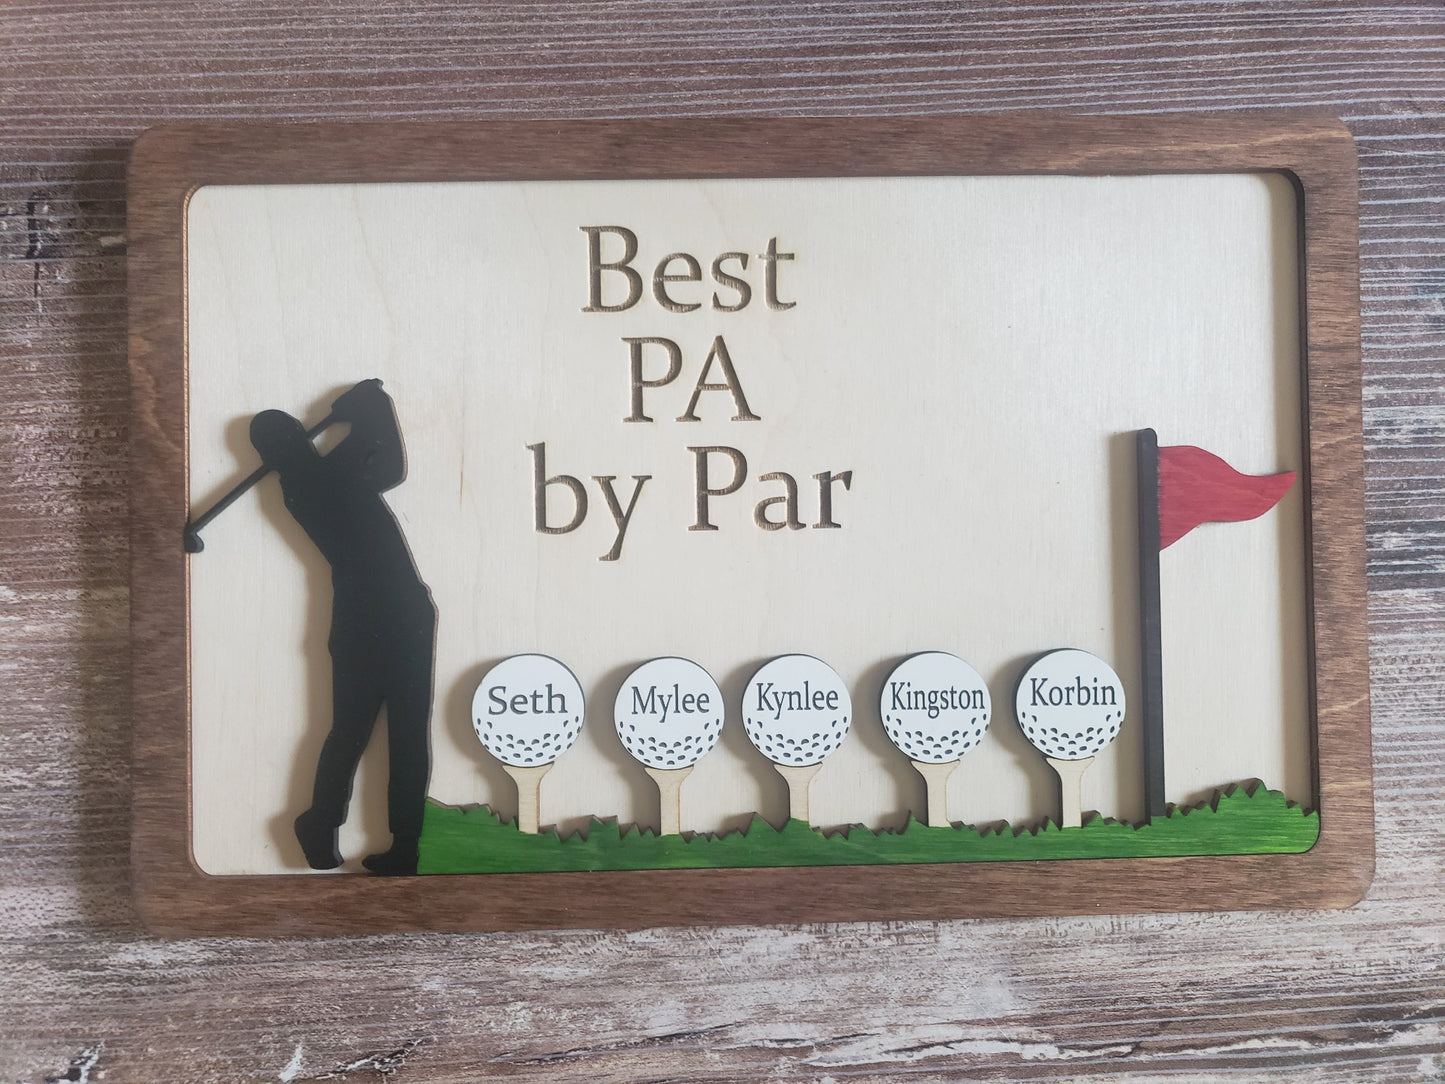 Best
PA
by Par
Seth Mylee Kynlee Kingston Korbin